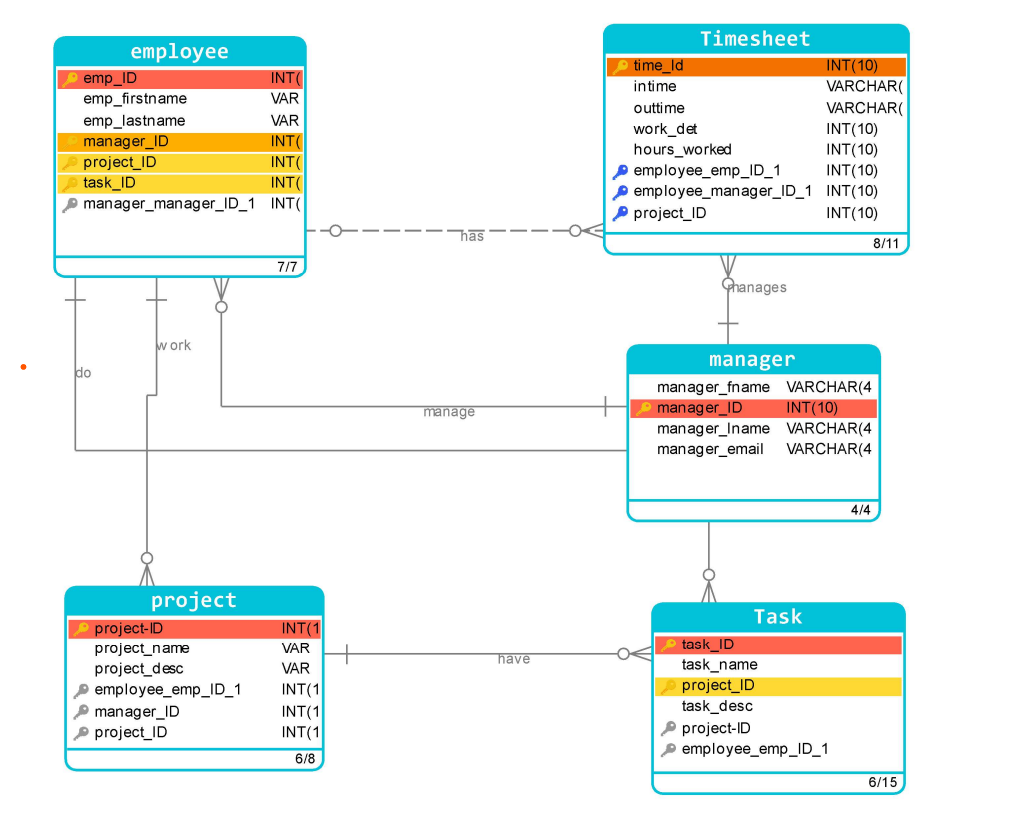 employee
emp_ID INT(
emp_firstname VAR
emp_lastname VAR
manager_ID INT(
project_ID INT(
task_ID INT(
manager_manager_ID_1 INT(
7/7
Timesheet
time_Id INT(10)
intime VARCHAR(
outtime VARCHAR(
work_det INT(10)
hours_worked INT(10)
employee_emp_ID_1 INT(10)
employee_manager_ID_1 INT(10)
project_ID INT(10)
8/11
has
manages
work
do
manage
manager
manager_fname VARCHAR(4
manager_ID INT(10)
manager_lname VARCHAR(4
manager_email VARCHAR(4
4/4
project
project-ID INT(1
project_name VAR
project_desc VAR
employee_emp_ID_1 INT(1
manager_ID INT(1
project_ID INT(1
6/8
have
Task
task_ID
task_name
project_ID
task_desc
project-ID
employee_emp_ID_1
6/15